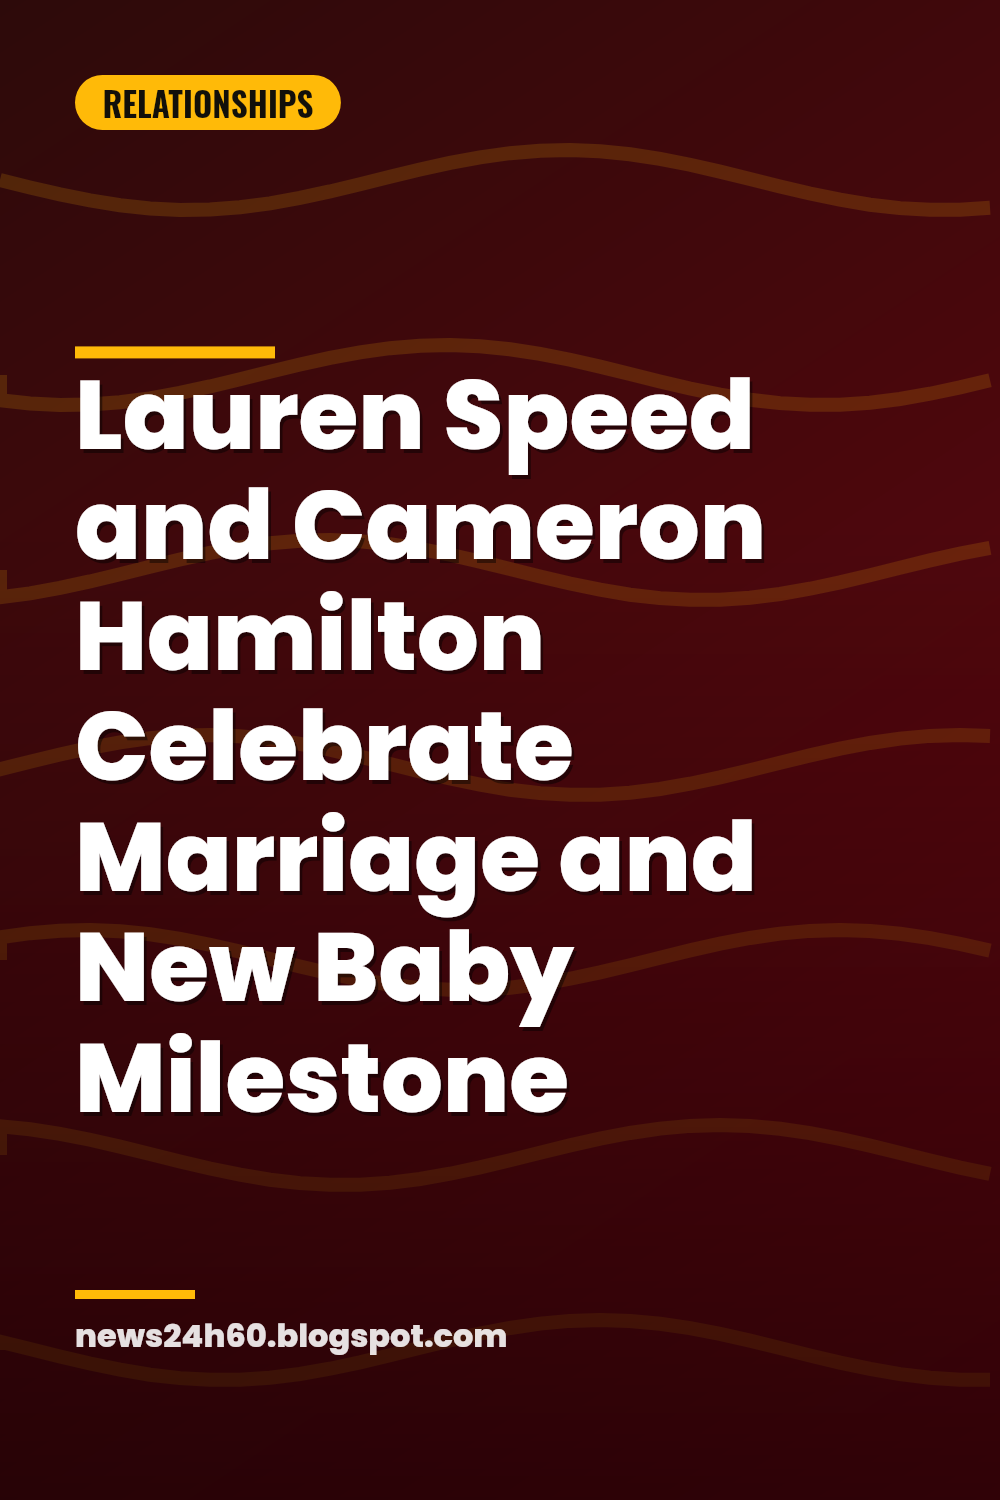 RELATIONSHIPS
Lauren Speed
and Cameron
Hamilton
Celebrate
Marriage and
New Baby
Milestone
news24h60.blogspot.com